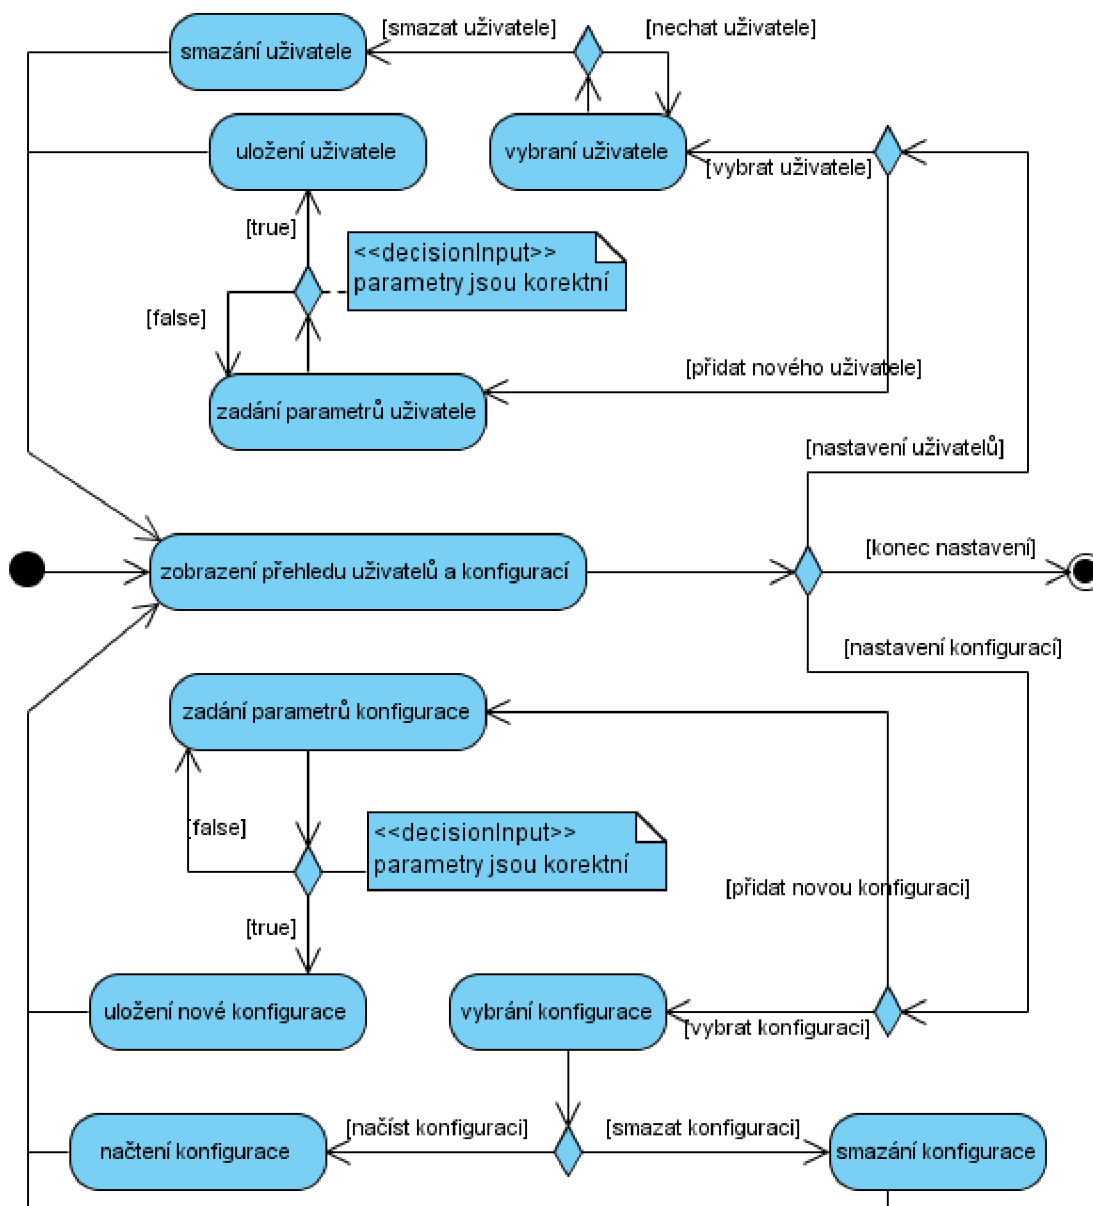 [smazat uživatele]
[nechat uživatele]
smazání uživatele
uložení uživatele
vybraní uživatele
[vybrat uživatele]
[true]
<<decisionInput>>
parametry jsou korektní
[false]
[přidat nového uživatele]
zadání parametrů uživatele
[nastavení uživatelů]
[konec nastavení]
zobrazení přehledu uživatelů a konfigurací
[nastavení konfigurací]
zadání parametrů konfigurace
[false]
<<decisionInput>>
parametry jsou korektní
[přidat novou konfiguraci]
[true]
uložení nové konfigurace
vybrání konfigurace
[vybrat konfiguraci]
[načíst konfiguraci]
[smazat konfiguraci]
načtení konfigurace
smazání konfigurace